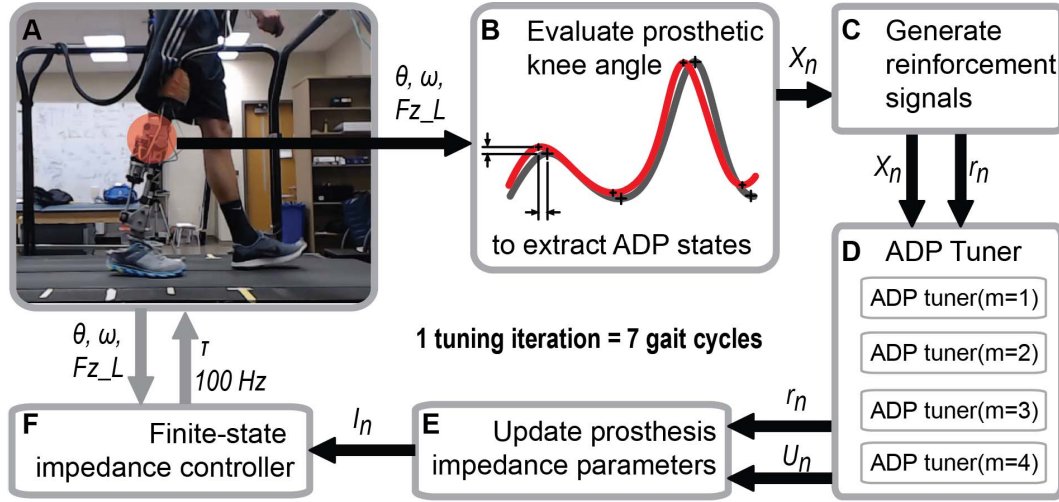 A
θ, ω,
Fz_L
B
Evaluate prosthetic
knee angle
to extract ADP states
Xn
C
Generate
reinforcement
signals
Xn
rn
D
ADP Tuner
ADP tuner(m=1)
ADP tuner(m=2)
ADP tuner(m=3)
ADP tuner(m=4)
1 tuning iteration = 7 gait cycles
rn
Un
E
Update prosthesis
impedance parameters
In
F
Finite-state
impedance controller
θ, ω,
Fz_L
τ
100 Hz